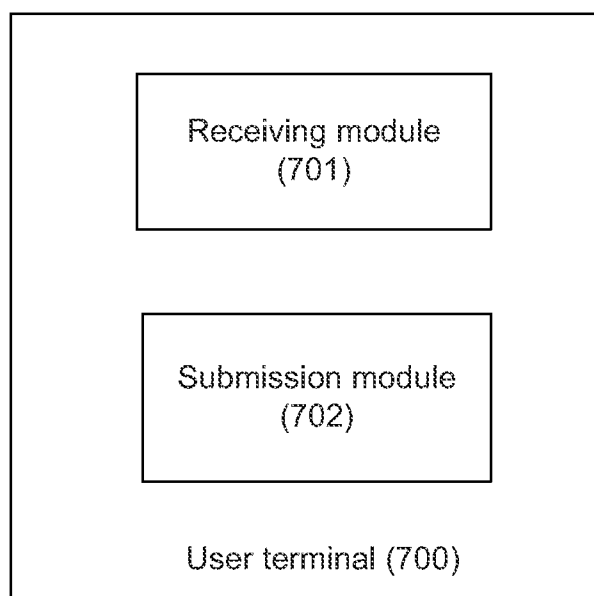 Receiving module
(701)
Submission module
(702)
User terminal (700)